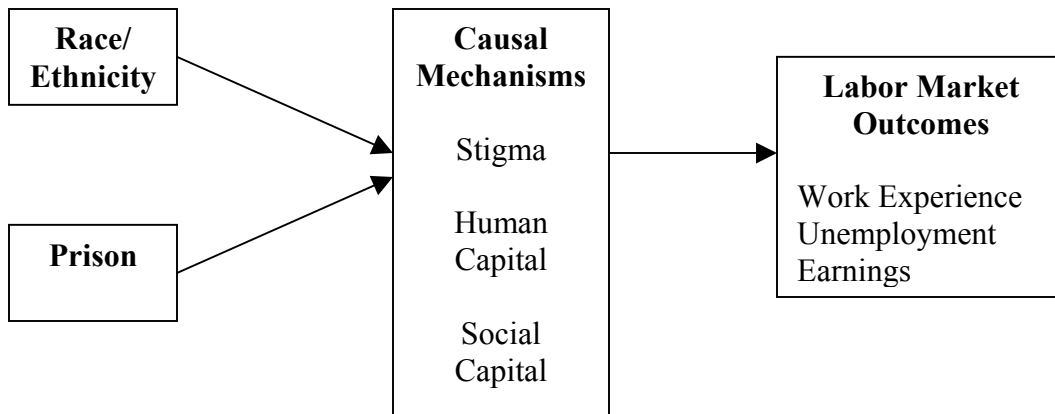 Race/
Ethnicity
Prison
Causal
Mechanisms
Stigma
Human
Capital
Social
Capital
Labor Market
Outcomes
Work Experience
Unemployment
Earnings